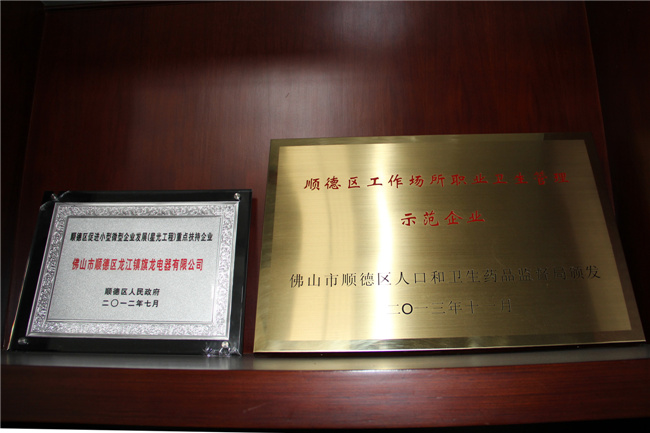 顺德区促进小型微型企业发展(星光工程)重点扶持企业
佛山市顺德区龙江镇旗龙电器有限公司
顺德区人民政府
二〇一二年七月
顺德区工作场所职业卫生管理
示范企业
佛山市顺德区人口和卫生药品监督局颁发
二〇一三年十一月